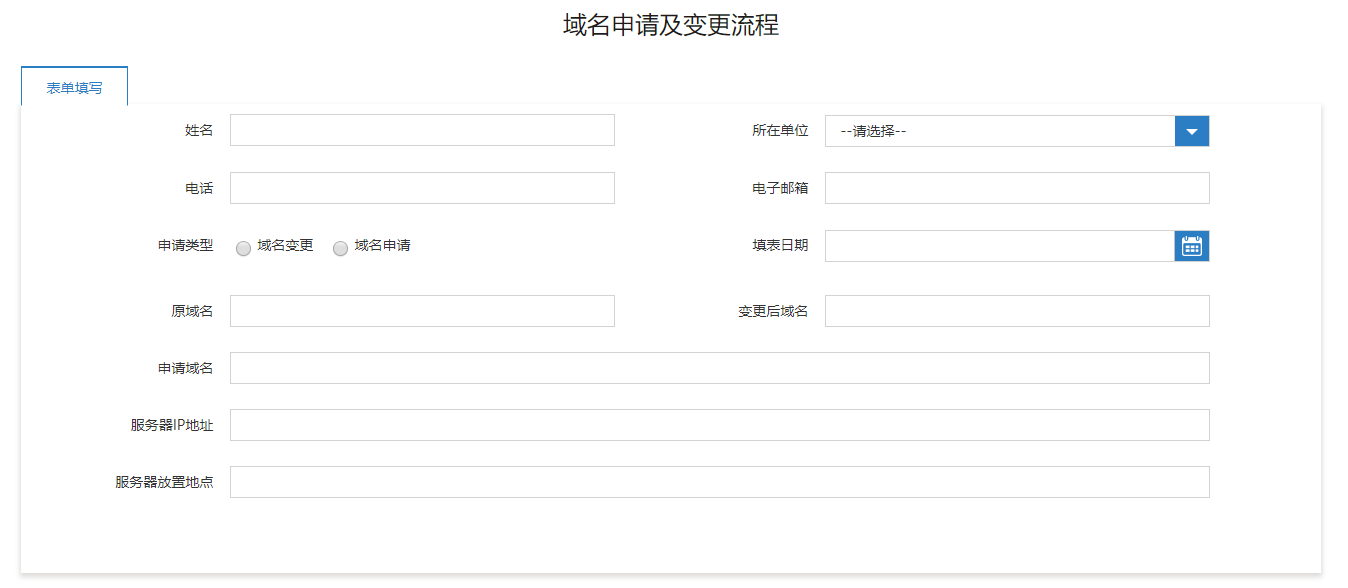 域名申请及变更流程
表单填写
姓名
所在单位 --请选择--
电话
电子邮箱
申请类型 域名变更 域名申请
填表日期
原域名
变更后域名
申请域名
服务器IP地址
服务器放置地点